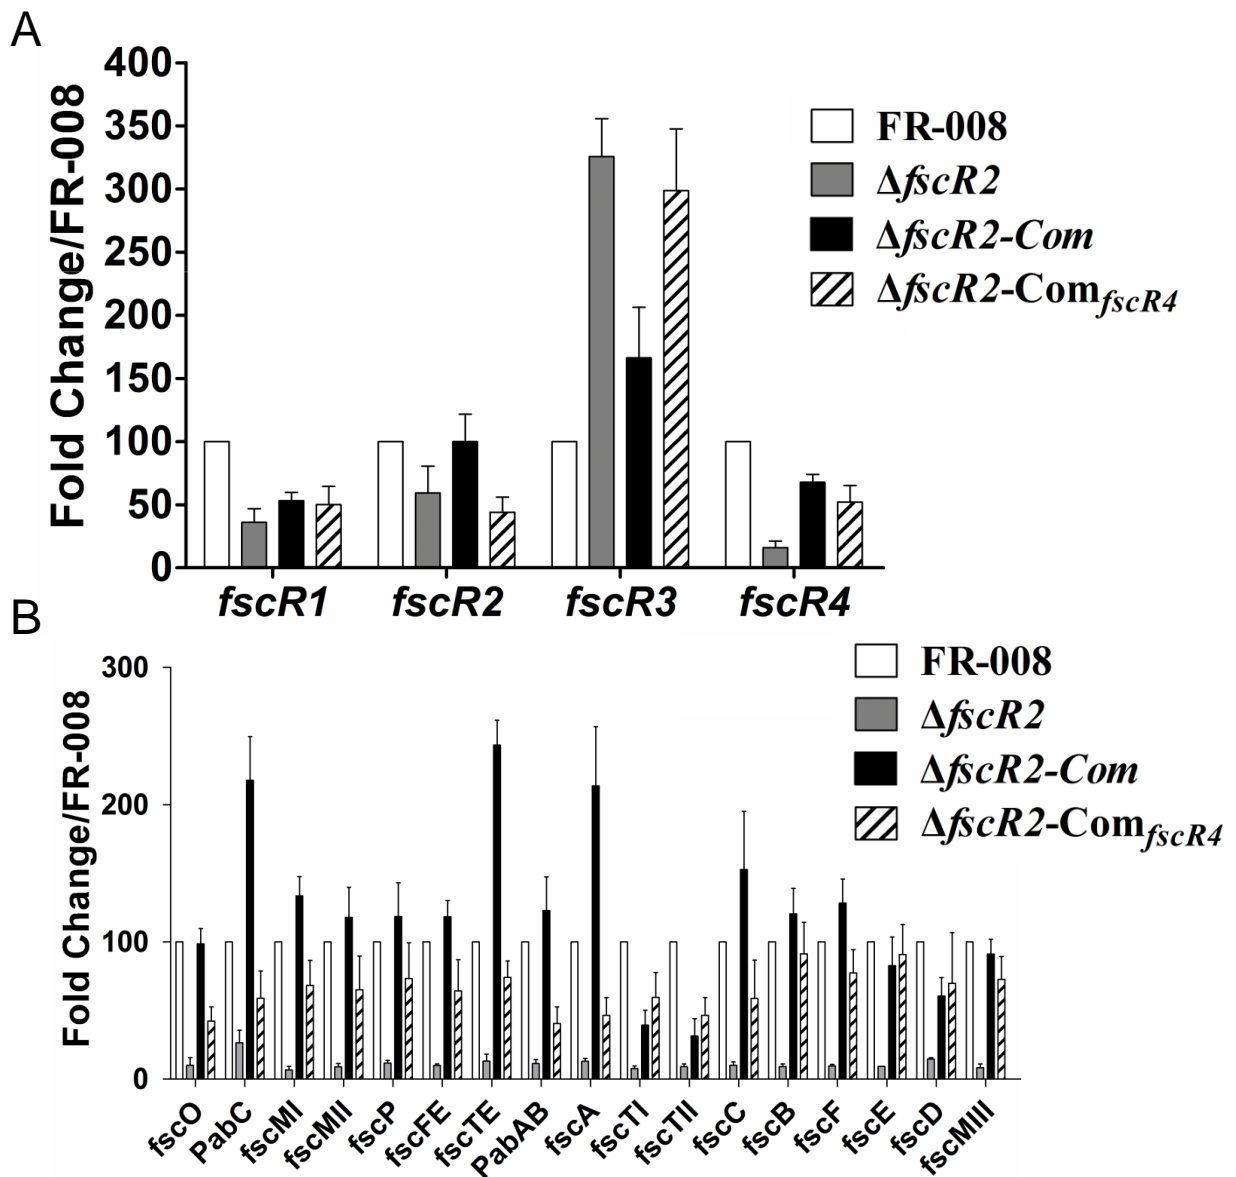 A
Fold Change/FR-008
400
350
300
250
200
150
100
50
0
FR-008
ΔfscR2
ΔfscR2-Com
ΔfscR2-ComfscR4
fscR1 fscR2 fscR3 fscR4
B
Fold Change/FR-008
300
200
100
0
FR-008
ΔfscR2
ΔfscR2-Com
ΔfscR2-ComfscR4
fscO PabC fscMI fscMII fscP fscFE fscTE PabAB fscA fscTI fscTII fscC fscB fscF fscE fscD fscMIII